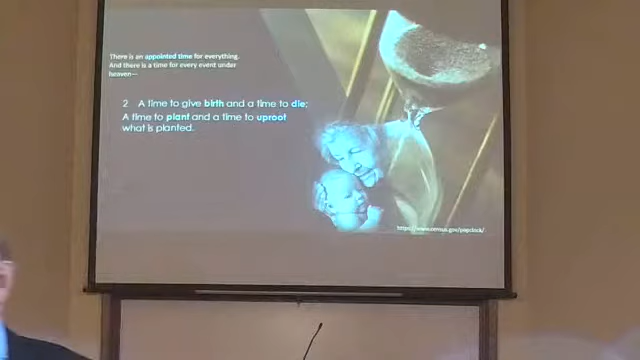 There is an appointed time for everything.
And there is a time for every event under
heaven—
2 A time to give birth and a time to die;
A time to plant and a time to uproot
what is planted.
https://www.census.gov/popclock/